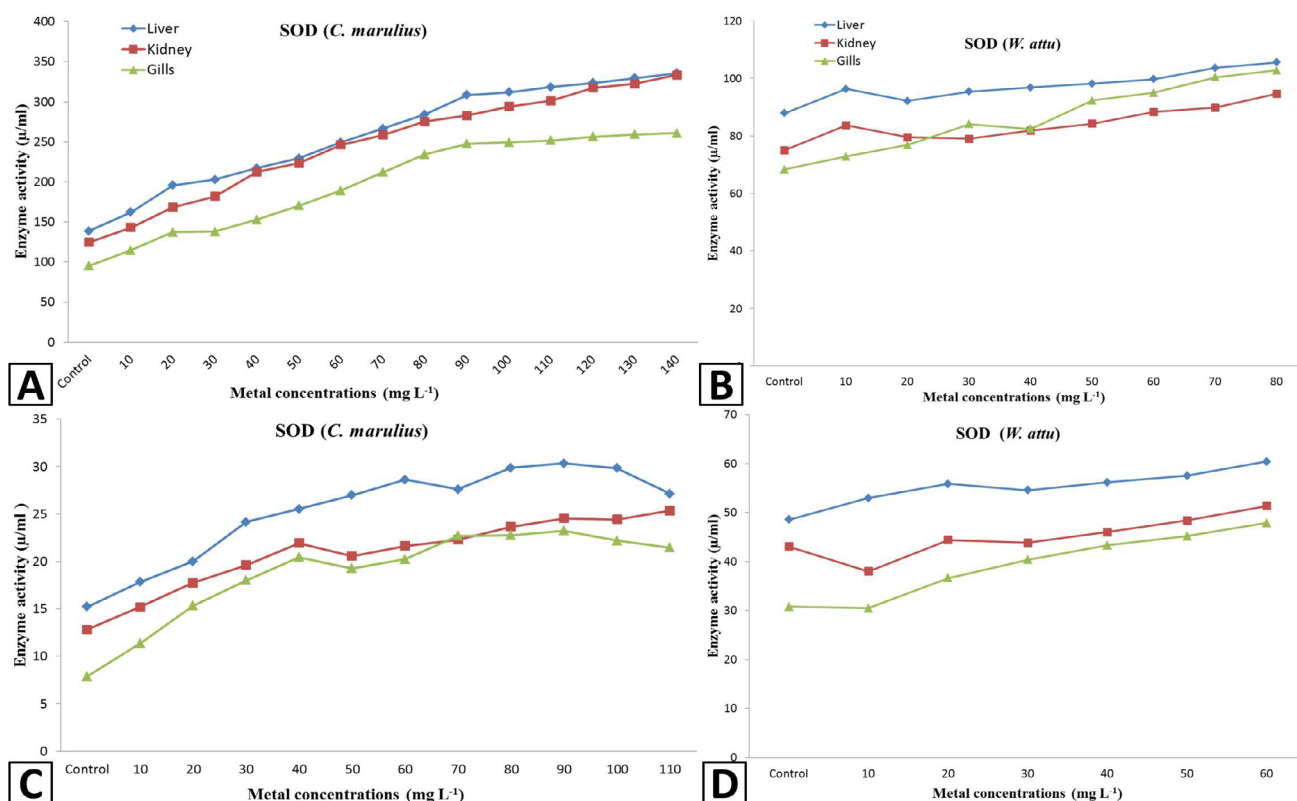 SOD (C. marulius)
Liver
Kidney
Gills
Enzyme activity (µ/ml)
400
350
300
250
200
150
100
50
0
Control 10 20 30 40 50 60 70 80 90 100 110 120 130 140
Metal concentrations (mg L-1)
A
SOD (W. attu)
Liver
Kidney
Gills
Enzyme activity (µ/ml)
120
100
80
60
40
20
0
Control 10 20 30 40 50 60 70 80
Metal concentrations (mg L-1)
B
SOD (C. marulius)
Enzyme activity (µ/ml )
35
30
25
20
15
10
5
0
Control 10 20 30 40 50 60 70 80 90 100 110
Metal concentrations (mg L-1)
C
SOD (W. attu)
Enzyme activity (µ/ml)
70
60
50
40
30
20
10
0
Control 10 20 30 40 50 60
Metal concentrations (mg L-1)
D